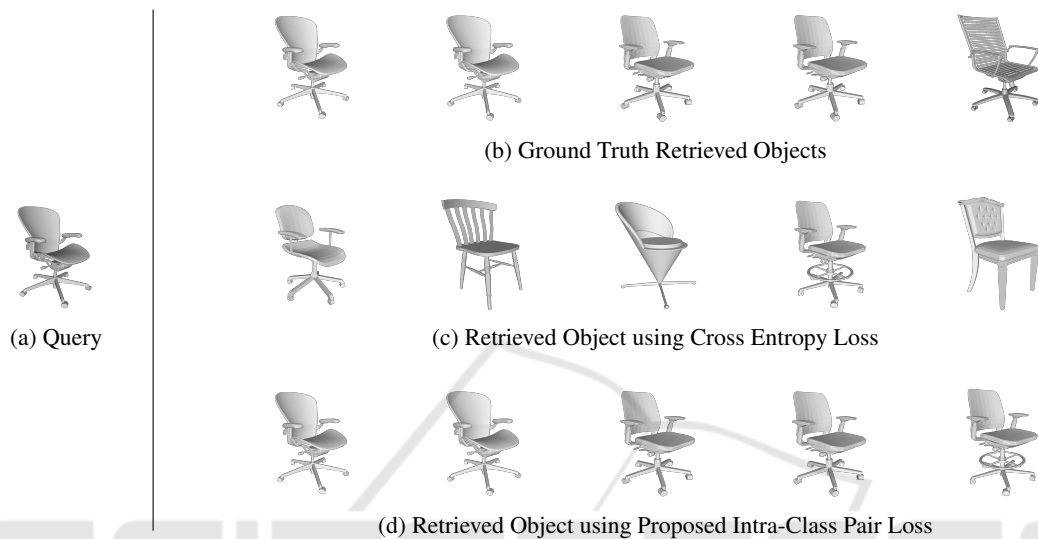 (b) Ground Truth Retrieved Objects
(a) Query
(c) Retrieved Object using Cross Entropy Loss
(d) Retrieved Object using Proposed Intra-Class Pair Loss